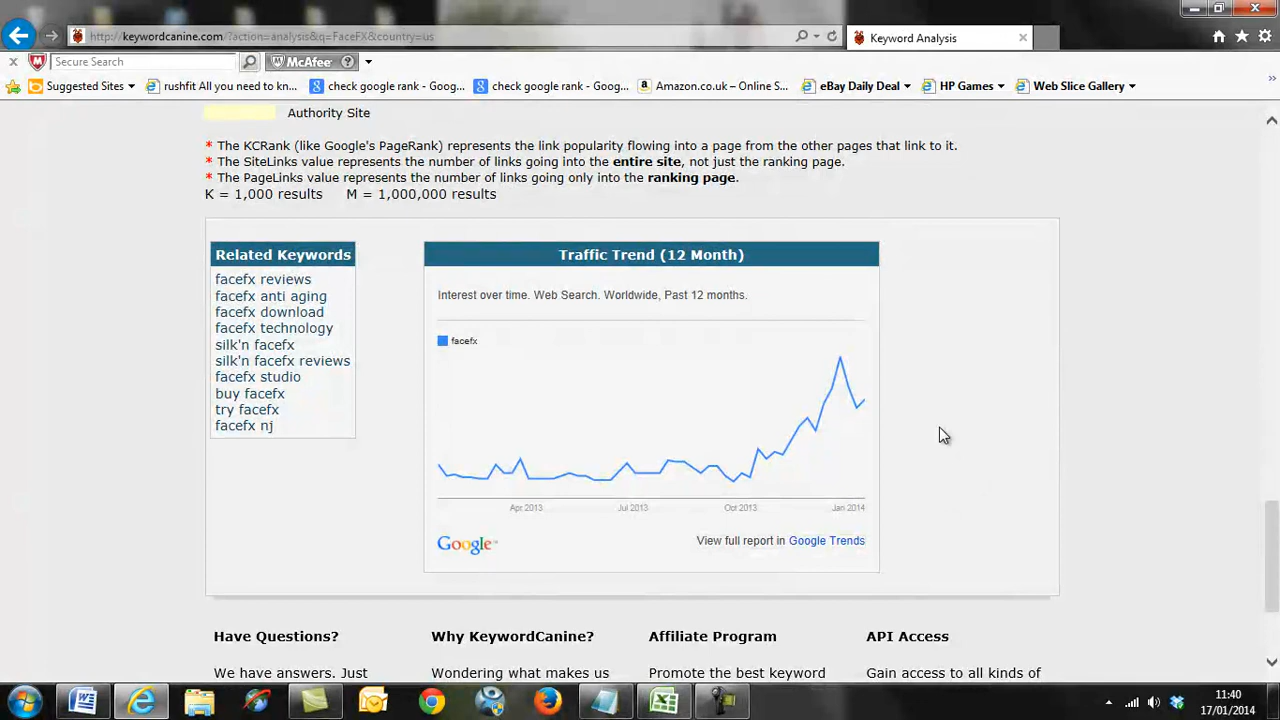 http://keywordcanine.com/?action=analysis&q=FaceFX&country=us
Keyword Analysis
Secure Search
McAfee
Suggested Sites
rushfit All you need to kn...
check google rank - Goog...
check google rank - Goog...
Amazon.co.uk – Online S...
eBay Daily Deal
HP Games
Web Slice Gallery
Authority Site
* The KCRank (like Google's PageRank) represents the link popularity flowing into a page from the other pages that link to it.
* The SiteLinks value represents the number of links going into the entire site, not just the ranking page.
* The PageLinks value represents the number of links going only into the ranking page.
K = 1,000 results M = 1,000,000 results
Related Keywords
facefx reviews
facefx anti aging
facefx download
facefx technology
silk'n facefx
silk'n facefx reviews
facefx studio
buy facefx
try facefx
facefx nj
Traffic Trend (12 Month)
Interest over time. Web Search. Worldwide, Past 12 months.
facefx
Apr 2013 Jul 2013 Oct 2013 Jan 2014
Google
View full report in Google Trends
Have Questions?
We have answers. Just
Why KeywordCanine?
Wondering what makes us
Affiliate Program
Promote the best keyword
API Access
Gain access to all kinds of
11:40
17/01/2014